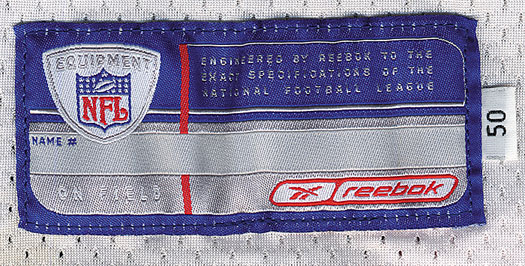 EQUIPMENT
NFL
ENGINEERED BY REEBOK TO THE
EXACT SPECIFICATIONS OF THE
NATIONAL FOOTBALL LEAGUE
NAME #
ON FIELD
Reebok
50